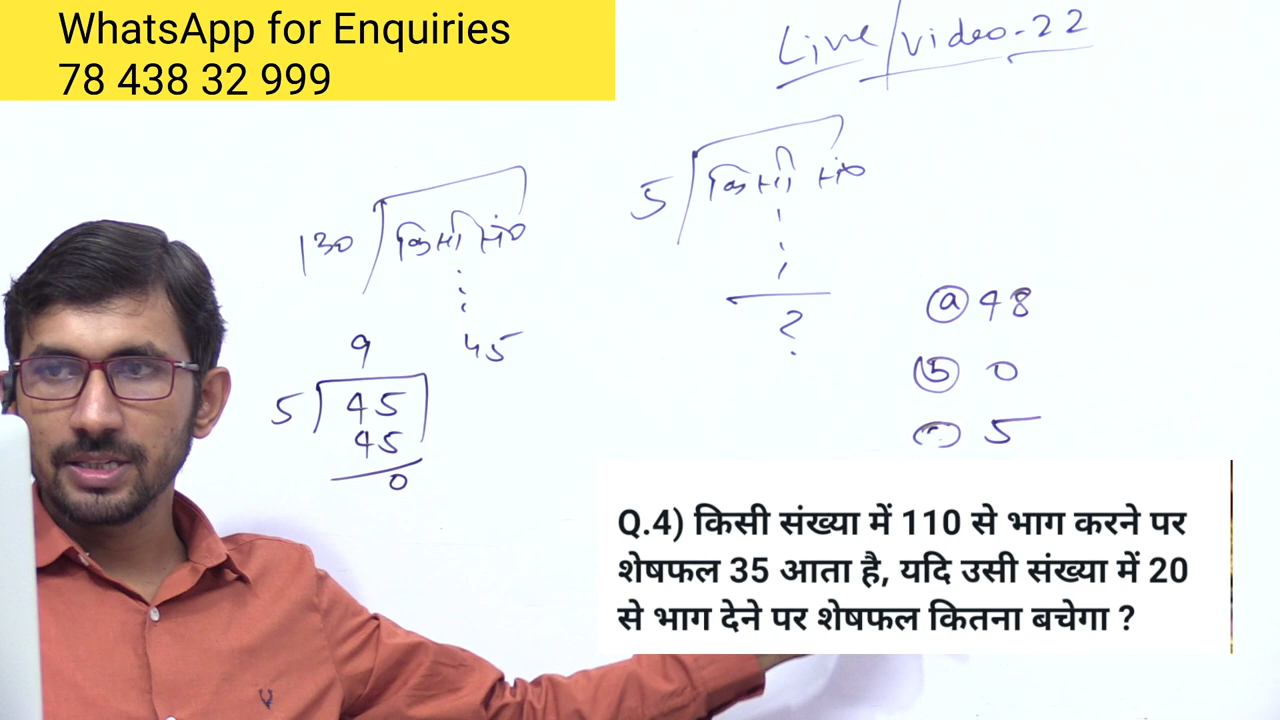 WhatsApp for Enquiries
78 438 32 999
Live/video-22
130 किसी सं०
45
9
5 45
45
0
5 किसी सं०
?
a 48
b 0
5
Q.4) किसी संख्या में 110 से भाग करने पर
शेषफल 35 आता है, यदि उसी संख्या में 20
से भाग देने पर शेषफल कितना बचेगा ?